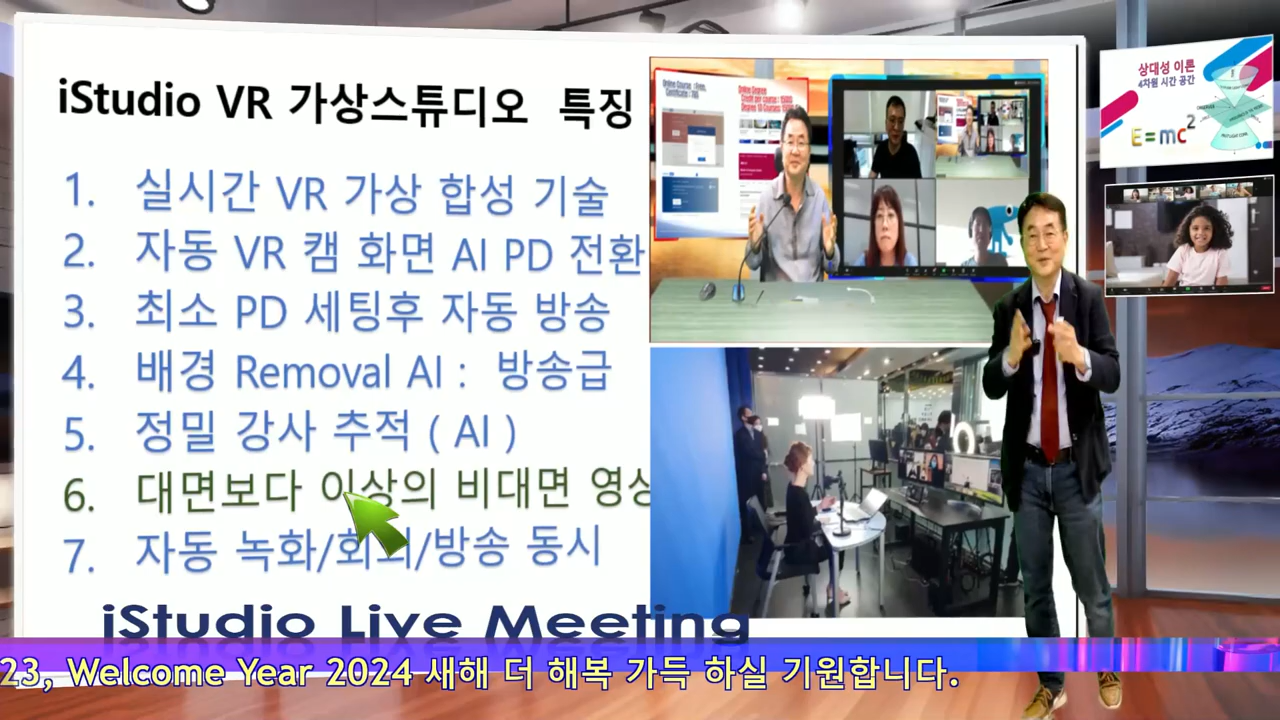 iStudio VR 가상스튜디오 특징
1. 실시간 VR 가상 합성 기술
2. 자동 VR 캠 화면 AI PD 전환
3. 최소 PD 세팅후 자동 방송
4. 배경 Removal AI : 방송급
5. 정밀 강사 추적 ( AI )
6. 대면보다 이상의 비대면
7. 자동 녹화/회의/방송 동시
iStudio Live Meeting
23, Welcome Year 2024 새해 더 해복 가득 하실 기원합니다.
상대성 이론
4차원 시간 공간
E=mc2
Online Degree